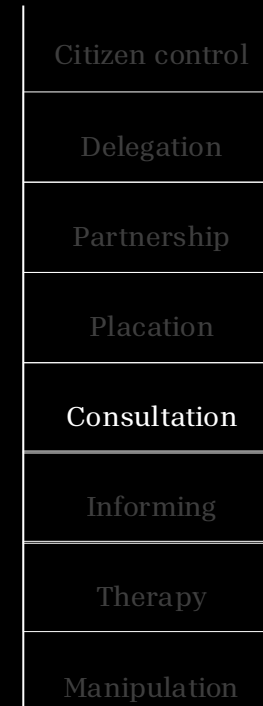 Citizen control
Delegation
Partnership
Placation
Consultation
Informing
Therapy
Manipulation